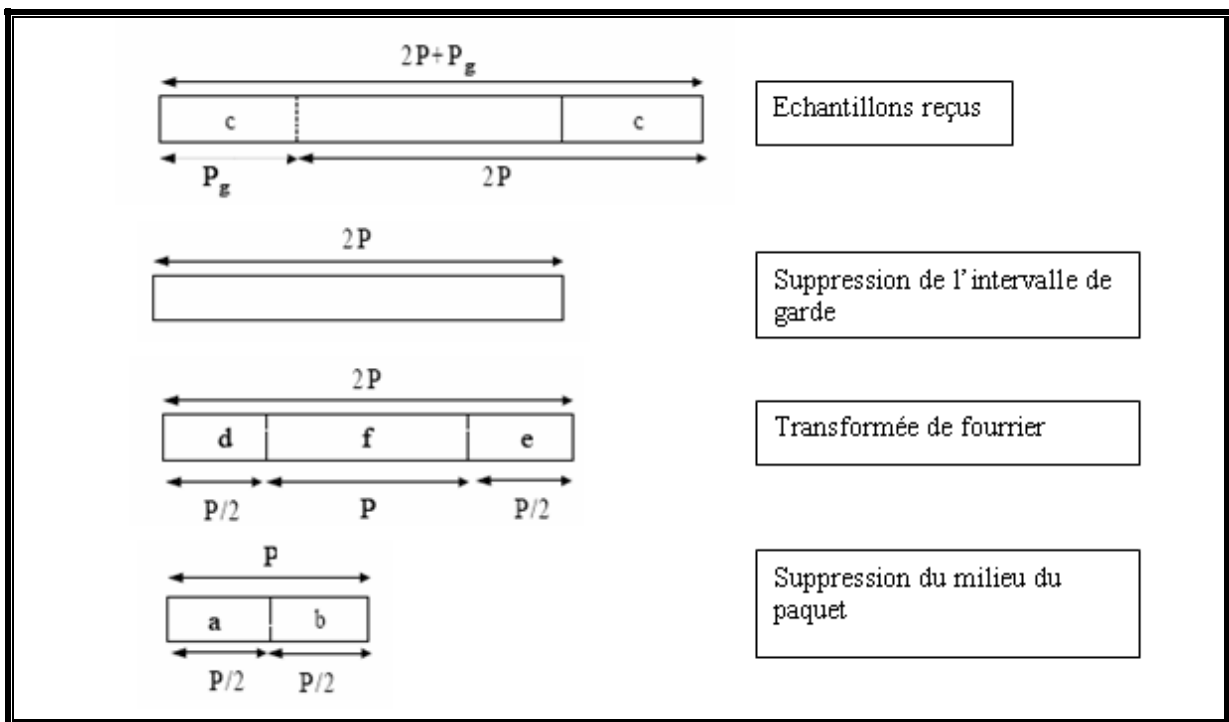 2P+Pg
Echantillons reçus
c c
Pg 2P
2P
Suppression de l'intervalle de
garde
2P
Transformée de fourrier
d f e
P/2 P P/2
P
Suppression du milieu du
paquet
a b
P/2 P/2